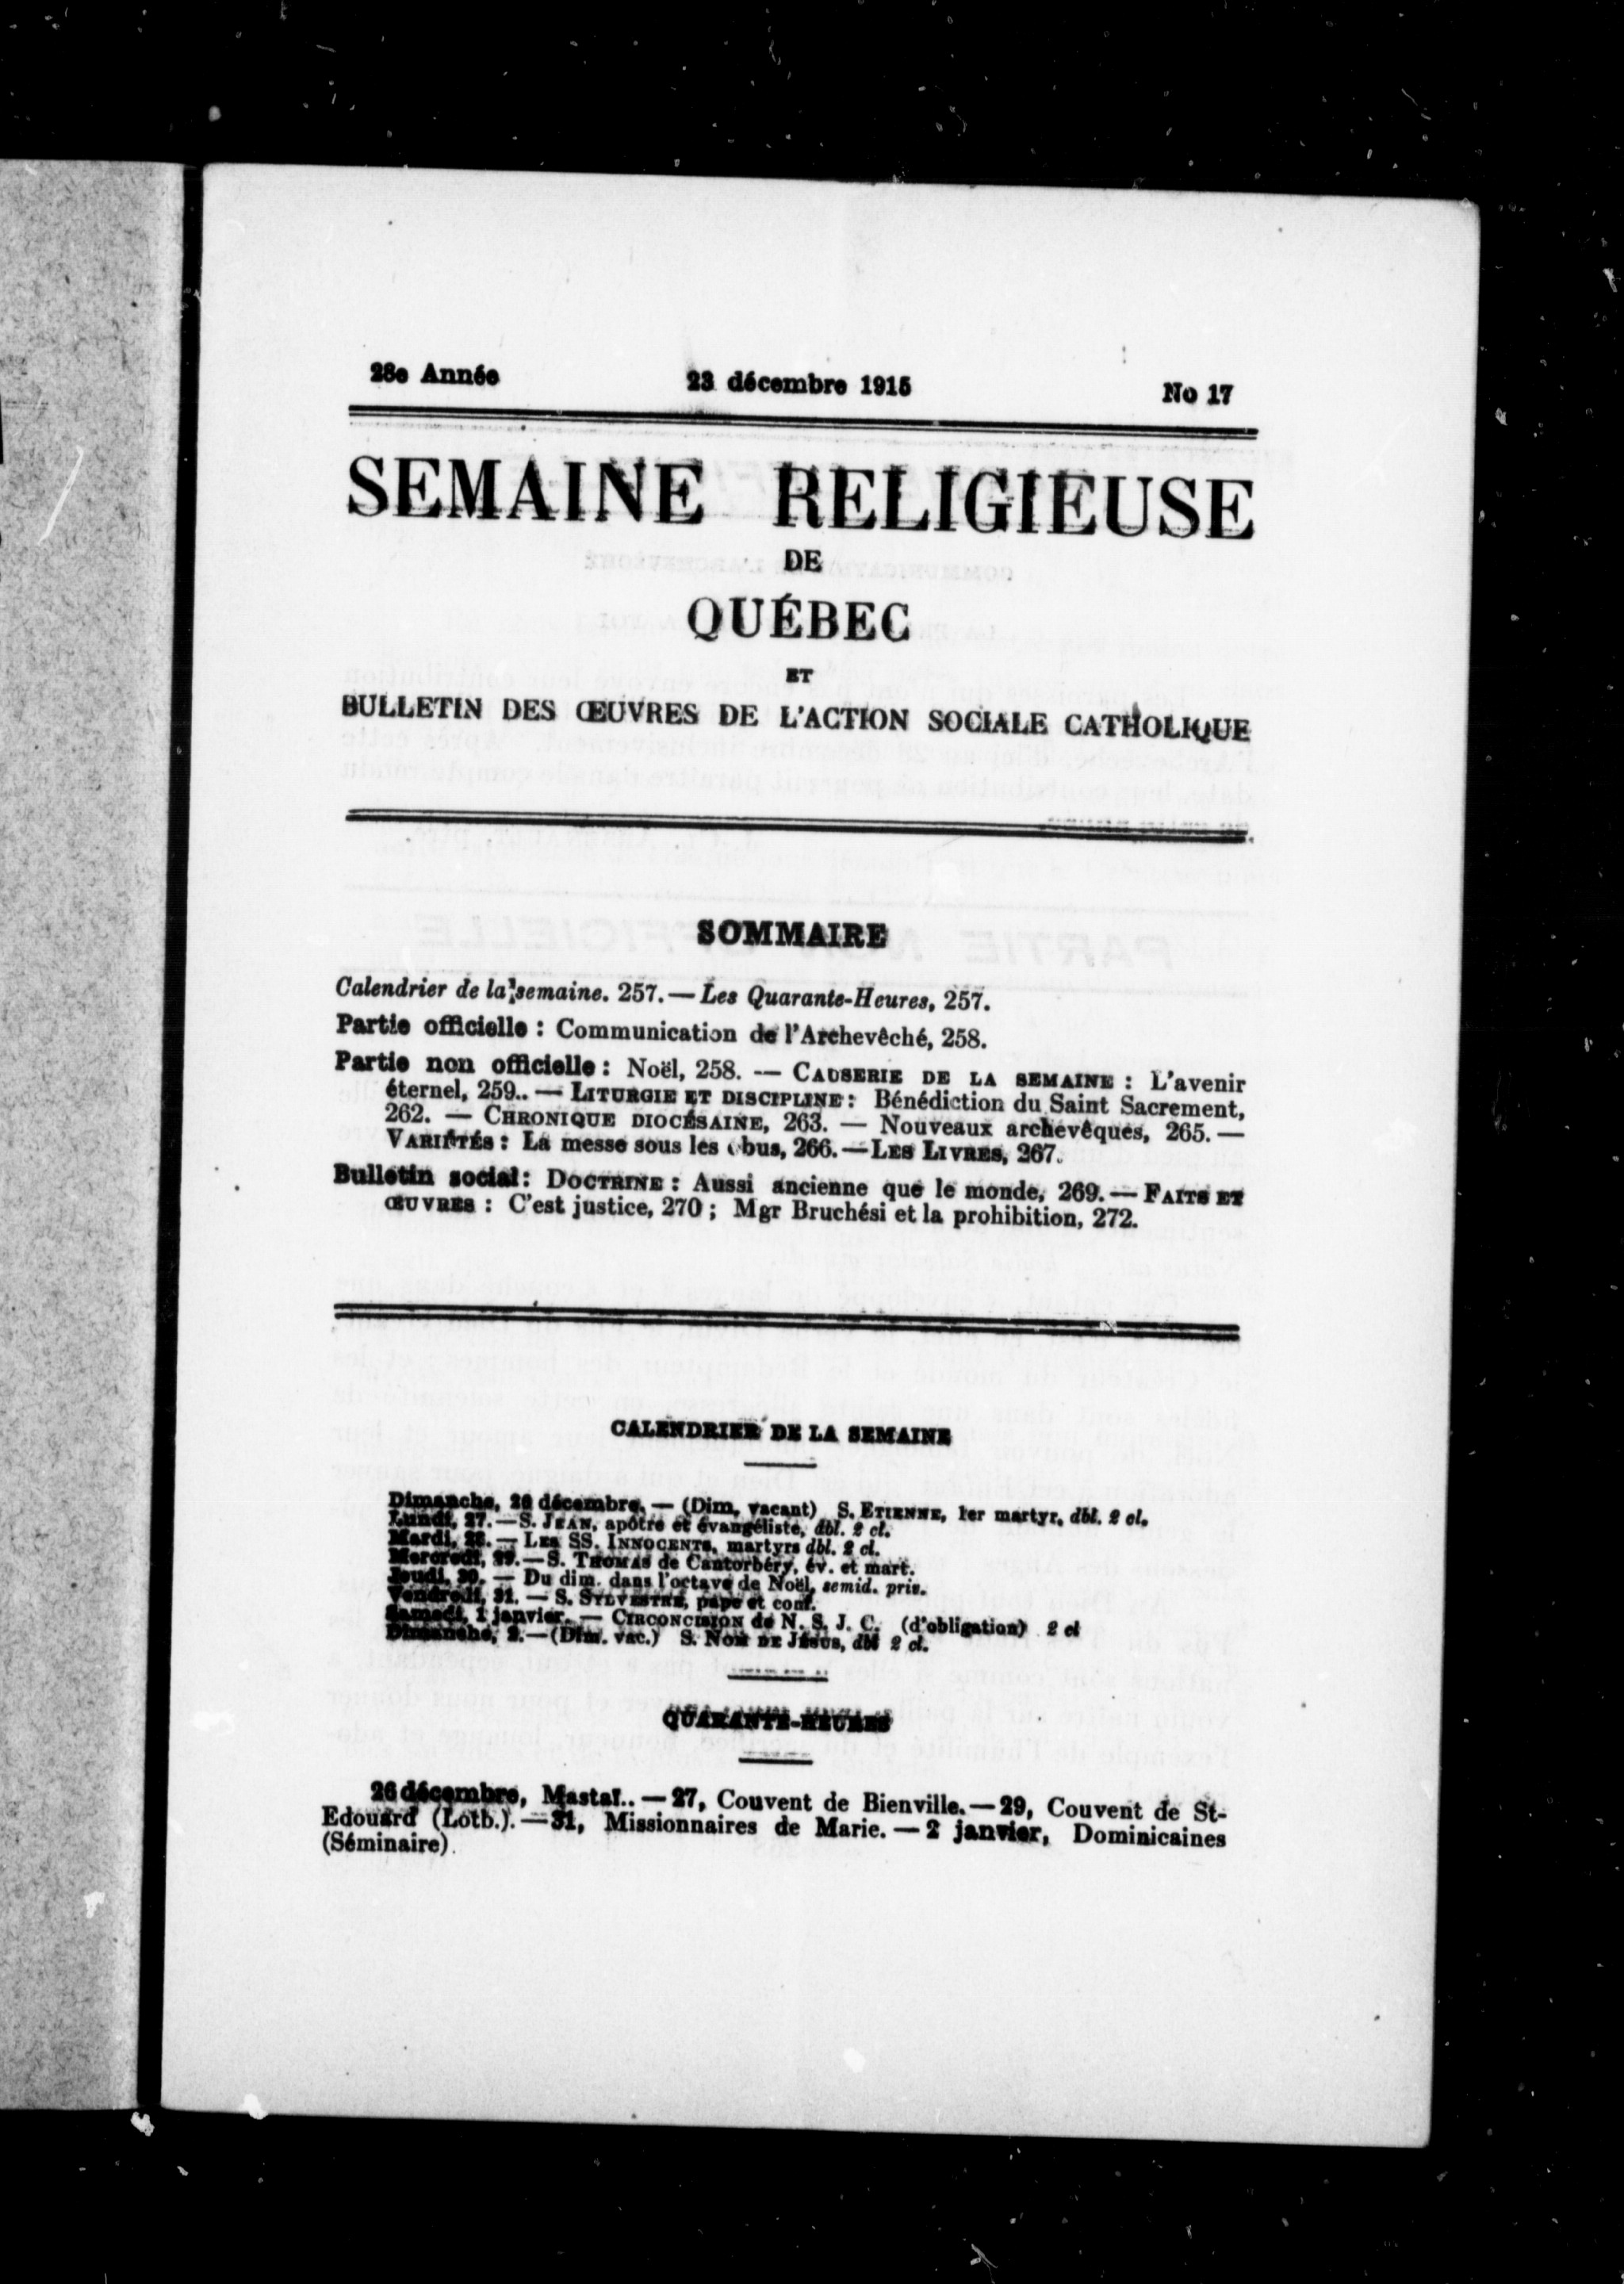 28e Année 23 décembre 1915 No 17
SEMAINE RELIGIEUSE
DE
QUÉBEC
ET
BULLETIN DES ŒUVRES DE L'ACTION SOCIALE CATHOLIQUE
SOMMAIRE
Calendrier de la semaine. 257. — Les Quarante-Heures, 257.
Partie officielle : Communication de l'Archevêché, 258.
Partie non officielle : Noël, 258. — CAUSERIE DE LA SEMAINE : L'avenir
éternel, 259.. — LITURGIE ET DISCIPLINE : Bénédiction du Saint Sacrement,
262. — CHRONIQUE DIOCÉSAINE, 263. — Nouveaux archevêques, 265. —
VARIÉTÉS : La messe sous les obus, 266. — LES LIVRES, 267.
Bulletin social : DOCTRINE : Aussi ancienne que le monde, 269. — FAITS ET
ŒUVRES : C'est justice, 270 ; Mgr Bruchési et la prohibition, 272.
CALENDRIER DE LA SEMAINE
Dimanche, 26 décembre. — (Dim. vacant) S. ETIENNE, 1er martyr, dbl. 2 cl.
Lundi, 27. — S. JEAN, apôtre et évangéliste, dbl. 2 cl.
Mardi, 28. — LES SS. INNOCENTS, martyrs dbl. 2 cl.
Mercredi, 29. — S. THOMAS de Cantorbéry, év. et mart.
Jeudi, 30. — Du dim. dans l'octave de Noël, semid. priv.
Vendredi, 31. — S. SYLVESTRE, pape et conf.
Samedi, 1 janvier. — CIRCONCISION de N. S. J. C. (d'obligation) 2 cl
Dimanche, 2. — (Dim. vac.) S. NOM DE JÉSUS, dbl 2 cl.
QUARANTE-HEURES
26 décembre, Mastaï.. — 27, Couvent de Bienville. — 29, Couvent de St-
Edouard (Lotb.). — 31, Missionnaires de Marie. — 2 janvier, Dominicaines
(Séminaire).